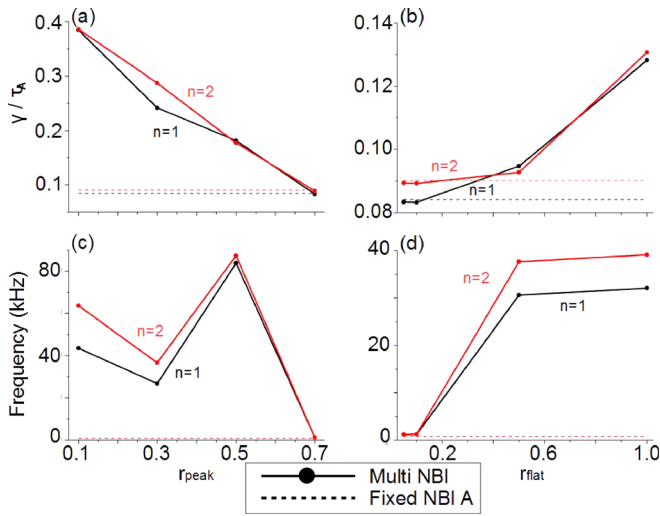 (a)
(b)
0.4
0.3
0.2
0.1
γ / τA
n=2
n=1
0.14
0.12
0.10
0.08
n=2
n=1
(c)
(d)
80
40
0
Frequency (kHz)
n=2
n=1
40
20
0
n=2
n=1
0.1 0.3 0.5 0.7
rpeak
0.2 0.6 1.0
rflat
Multi NBI
Fixed NBI A